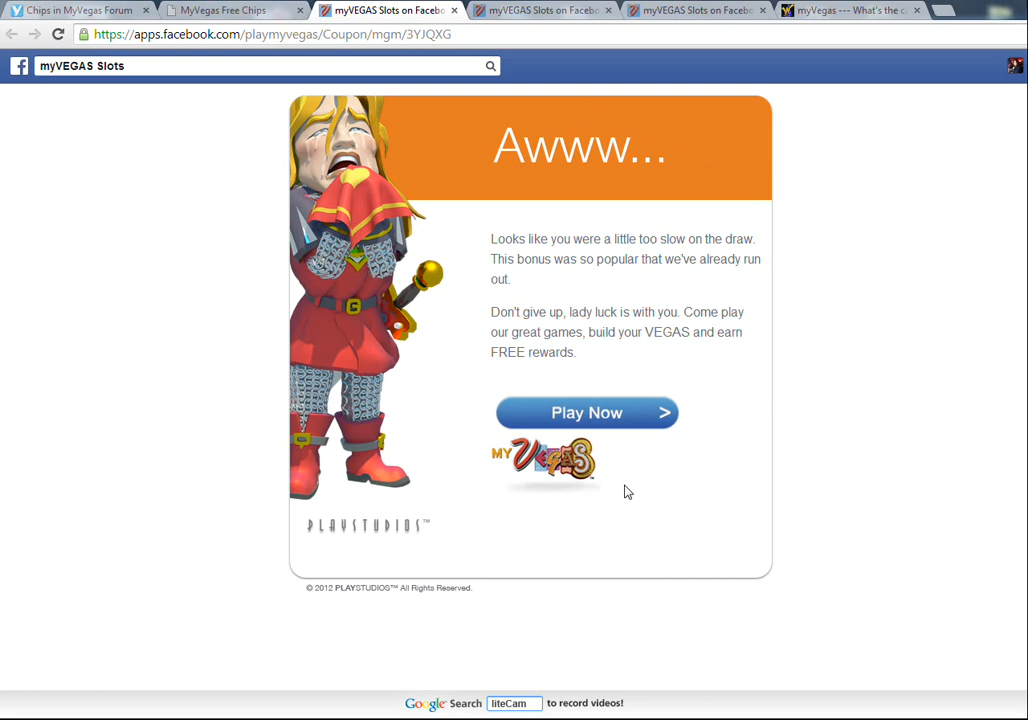 Chips in MyVegas Forum
MyVegas Free Chips
myVEGAS Slots on Facebo
myVEGAS Slots on Facebo
myVEGAS Slots on Facebo
myVegas --- What's the c
https://apps.facebook.com/playmyvegas/Coupon/mgm/3YJQXG
myVEGAS Slots
Awww...
Looks like you were a little too slow on the draw.
This bonus was so popular that we've already run
out.
Don't give up, lady luck is with you. Come play
our great games, build your VEGAS and earn
FREE rewards.
Play Now >
MY VEGAS
PLAYSTUDIOS™
© 2012 PLAYSTUDIOS™ All Rights Reserved.
Google Search liteCam to record videos!